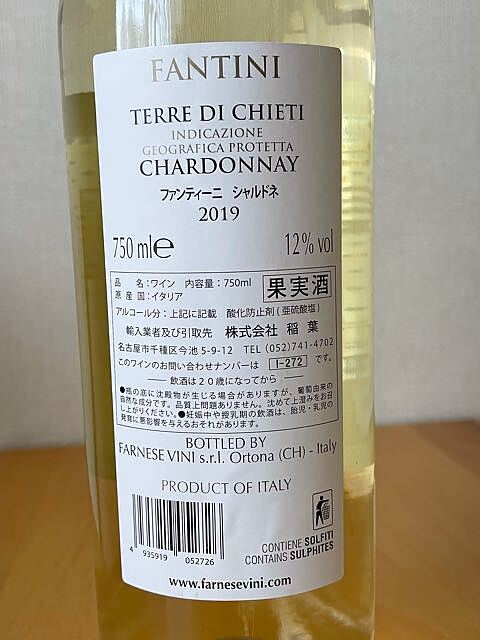 FANTINI
TERRE DI CHIETI
INDICAZIONE
GEOGRAFICA PROTETTA
CHARDONNAY
ファンティーニ シャルドネ
2019
750 ml℮ 12% vol
品 名:ワイン 内容量:750ml
原 産 国:イタリア
果実酒
アルコール分:上記に記載 酸化防止剤(亜硫酸塩)
輸入業者及び引取先 株式会社 稲葉
名古屋市千種区今池 5-9-12 TEL (052)741-4702
このワインのお問い合わせナンバーは I-272 です。
飲酒は20歳になってから
●瓶の底に沈殿物が生じる場合がありますが、葡萄由来の
自然な成分です。品質上問題ありません。沈めて上澄みをお召
し上がりください。●妊娠中や授乳期の飲酒は、胎児・乳児の
発育に悪影響を与えるおそれがあります。
BOTTLED BY
FARNESE VINI s.r.l. Ortona (CH) - Italy
PRODUCT OF ITALY
4 935919 052726
CONTIENE SOLFITI
CONTAINS SULPHITES
www.farnesevini.com